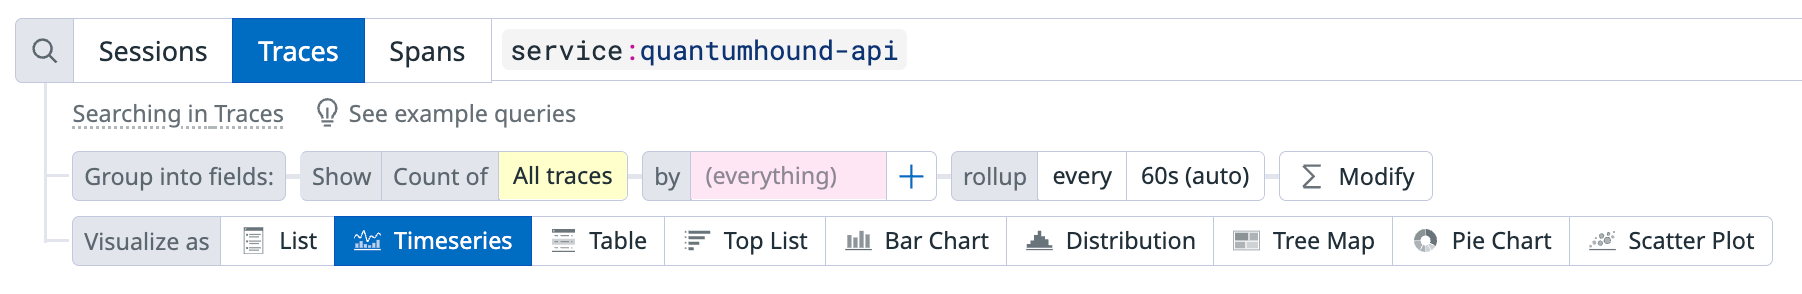 Sessions Traces Spans service:quantumhound-api
Searching in Traces See example queries
Group into fields: Show Count of All traces by (everything) rollup every 60s (auto) Modify
Visualize as List Timeseries Table Top List Bar Chart Distribution Tree Map Pie Chart Scatter Plot